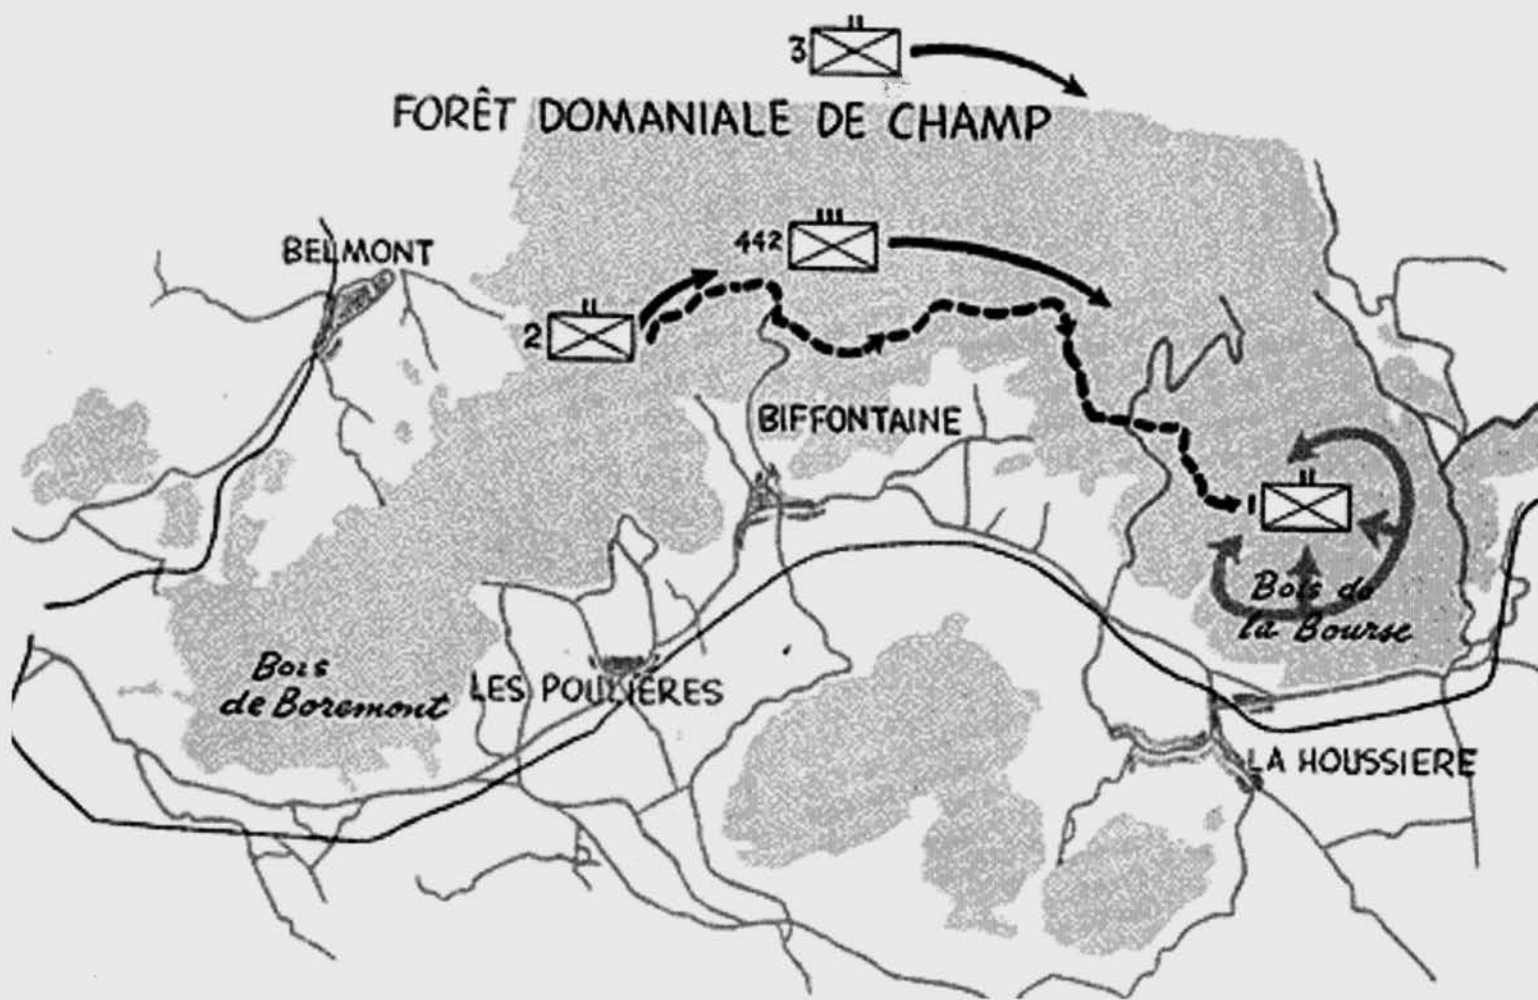 3
FORÊT DOMANIALE DE CHAMP
442
BELMONT
2
BIFFONTAINE
1
Bois de
la Bourse
Bois
de Boremont
LES POULIÉRES
LA HOUSSIERE